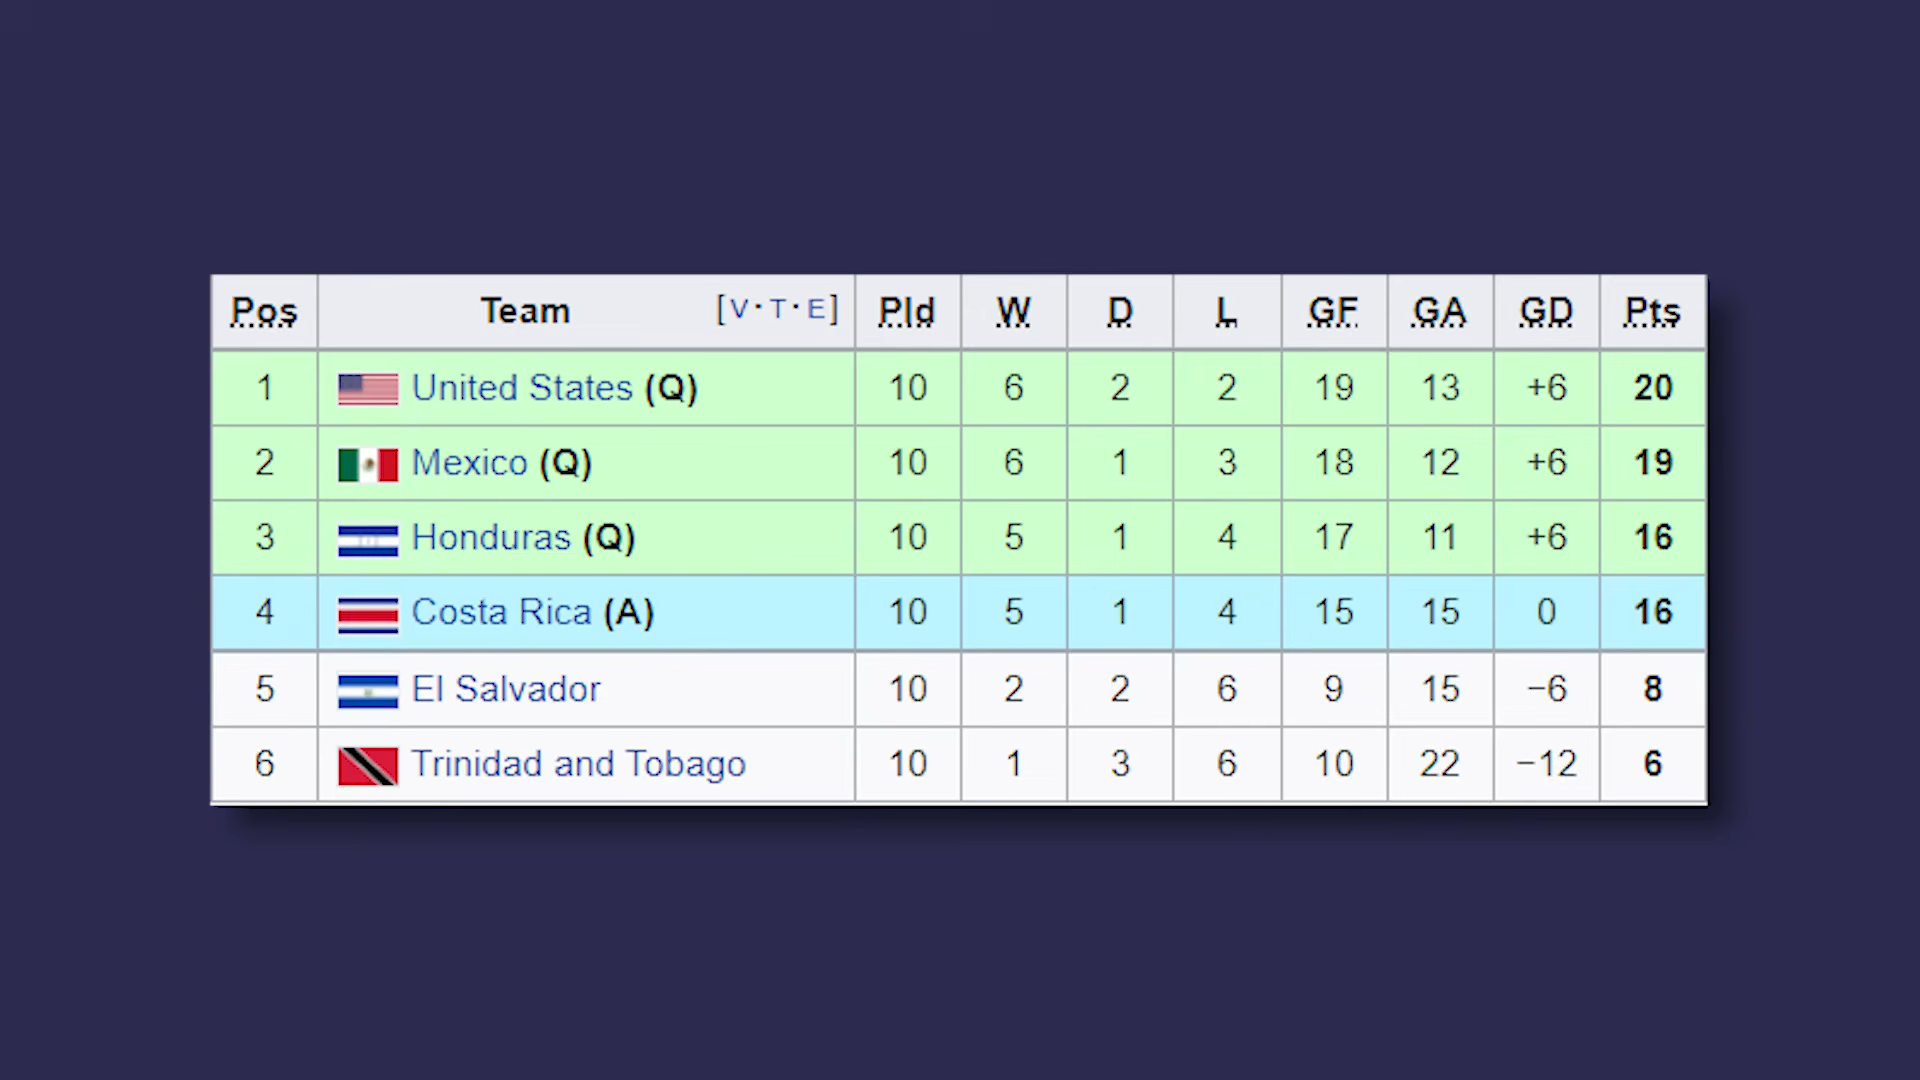 Pos Team [V·T·E] Pld W D L GF GA GD Pts
1 United States (Q) 10 6 2 2 19 13 +6 20
2 Mexico (Q) 10 6 1 3 18 12 +6 19
3 Honduras (Q) 10 5 1 4 17 11 +6 16
4 Costa Rica (A) 10 5 1 4 15 15 0 16
5 El Salvador 10 2 2 6 9 15 −6 8
6 Trinidad and Tobago 10 1 3 6 10 22 −12 6